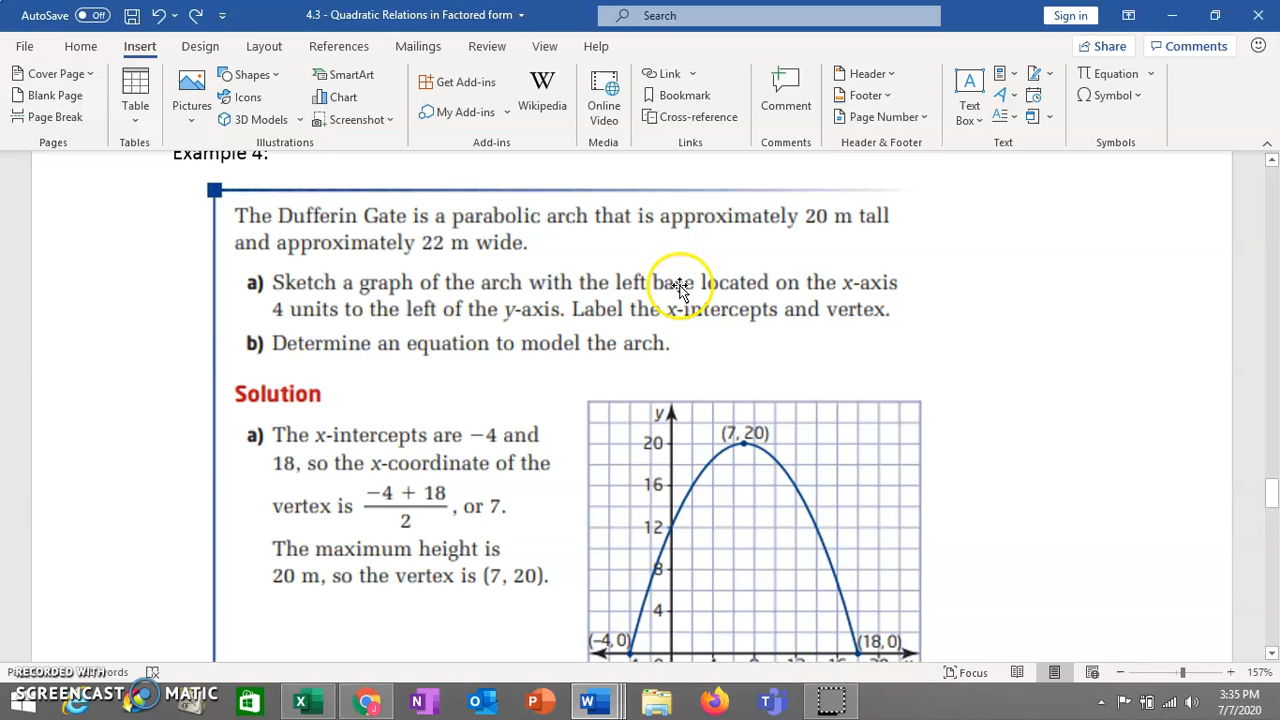 AutoSave Off 4.3 - Quadratic Relations in Factored form Search Sign in
File Home Insert Design Layout References Mailings Review View Help Share Comments
Cover Page Shapes SmartArt Get Add-ins Link Header Equation
Blank Page Icons Chart Bookmark Footer Symbol
Page Break Table Pictures 3D Models Screenshot My Add-ins Wikipedia Online Video Cross-reference Comment Page Number Text Box
Pages Tables Illustrations Add-ins Media Links Comments Header & Footer Text Symbols
Example 4:
The Dufferin Gate is a parabolic arch that is approximately 20 m tall
and approximately 22 m wide.
a) Sketch a graph of the arch with the left base located on the x-axis
4 units to the left of the y-axis. Label the x-intercepts and vertex.
b) Determine an equation to model the arch.
Solution
a) The x-intercepts are −4 and
18, so the x-coordinate of the
vertex is −4 + 18 / 2, or 7.
The maximum height is
20 m, so the vertex is (7, 20).
y
(7, 20)
20
16
12
8
4
(−4, 0) (18, 0)
RECORDED WITH
SCREENCAST MATIC
words Focus 157%
3:35 PM
7/7/2020